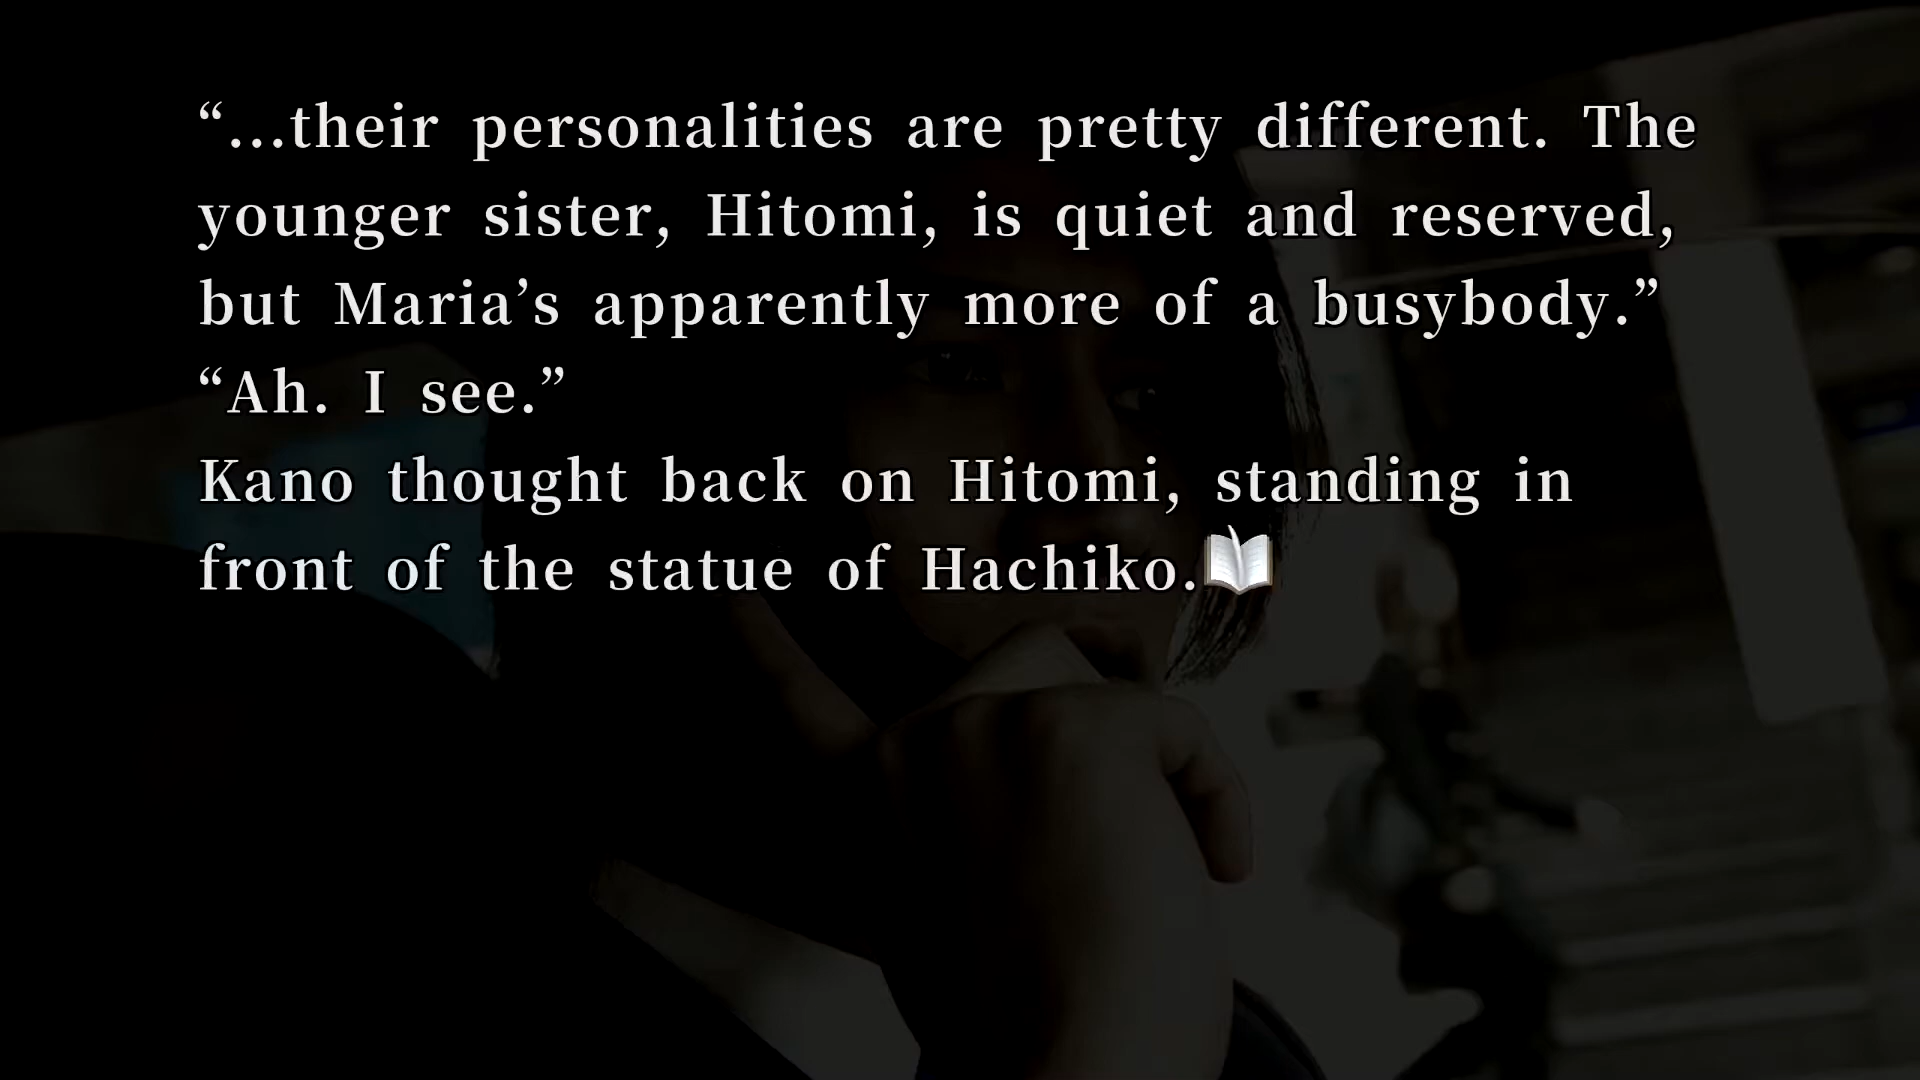 “...their personalities are pretty different. The
younger sister, Hitomi, is quiet and reserved,
but Maria’s apparently more of a busybody.”
“Ah. I see.”
Kano thought back on Hitomi, standing in
front of the statue of Hachiko.